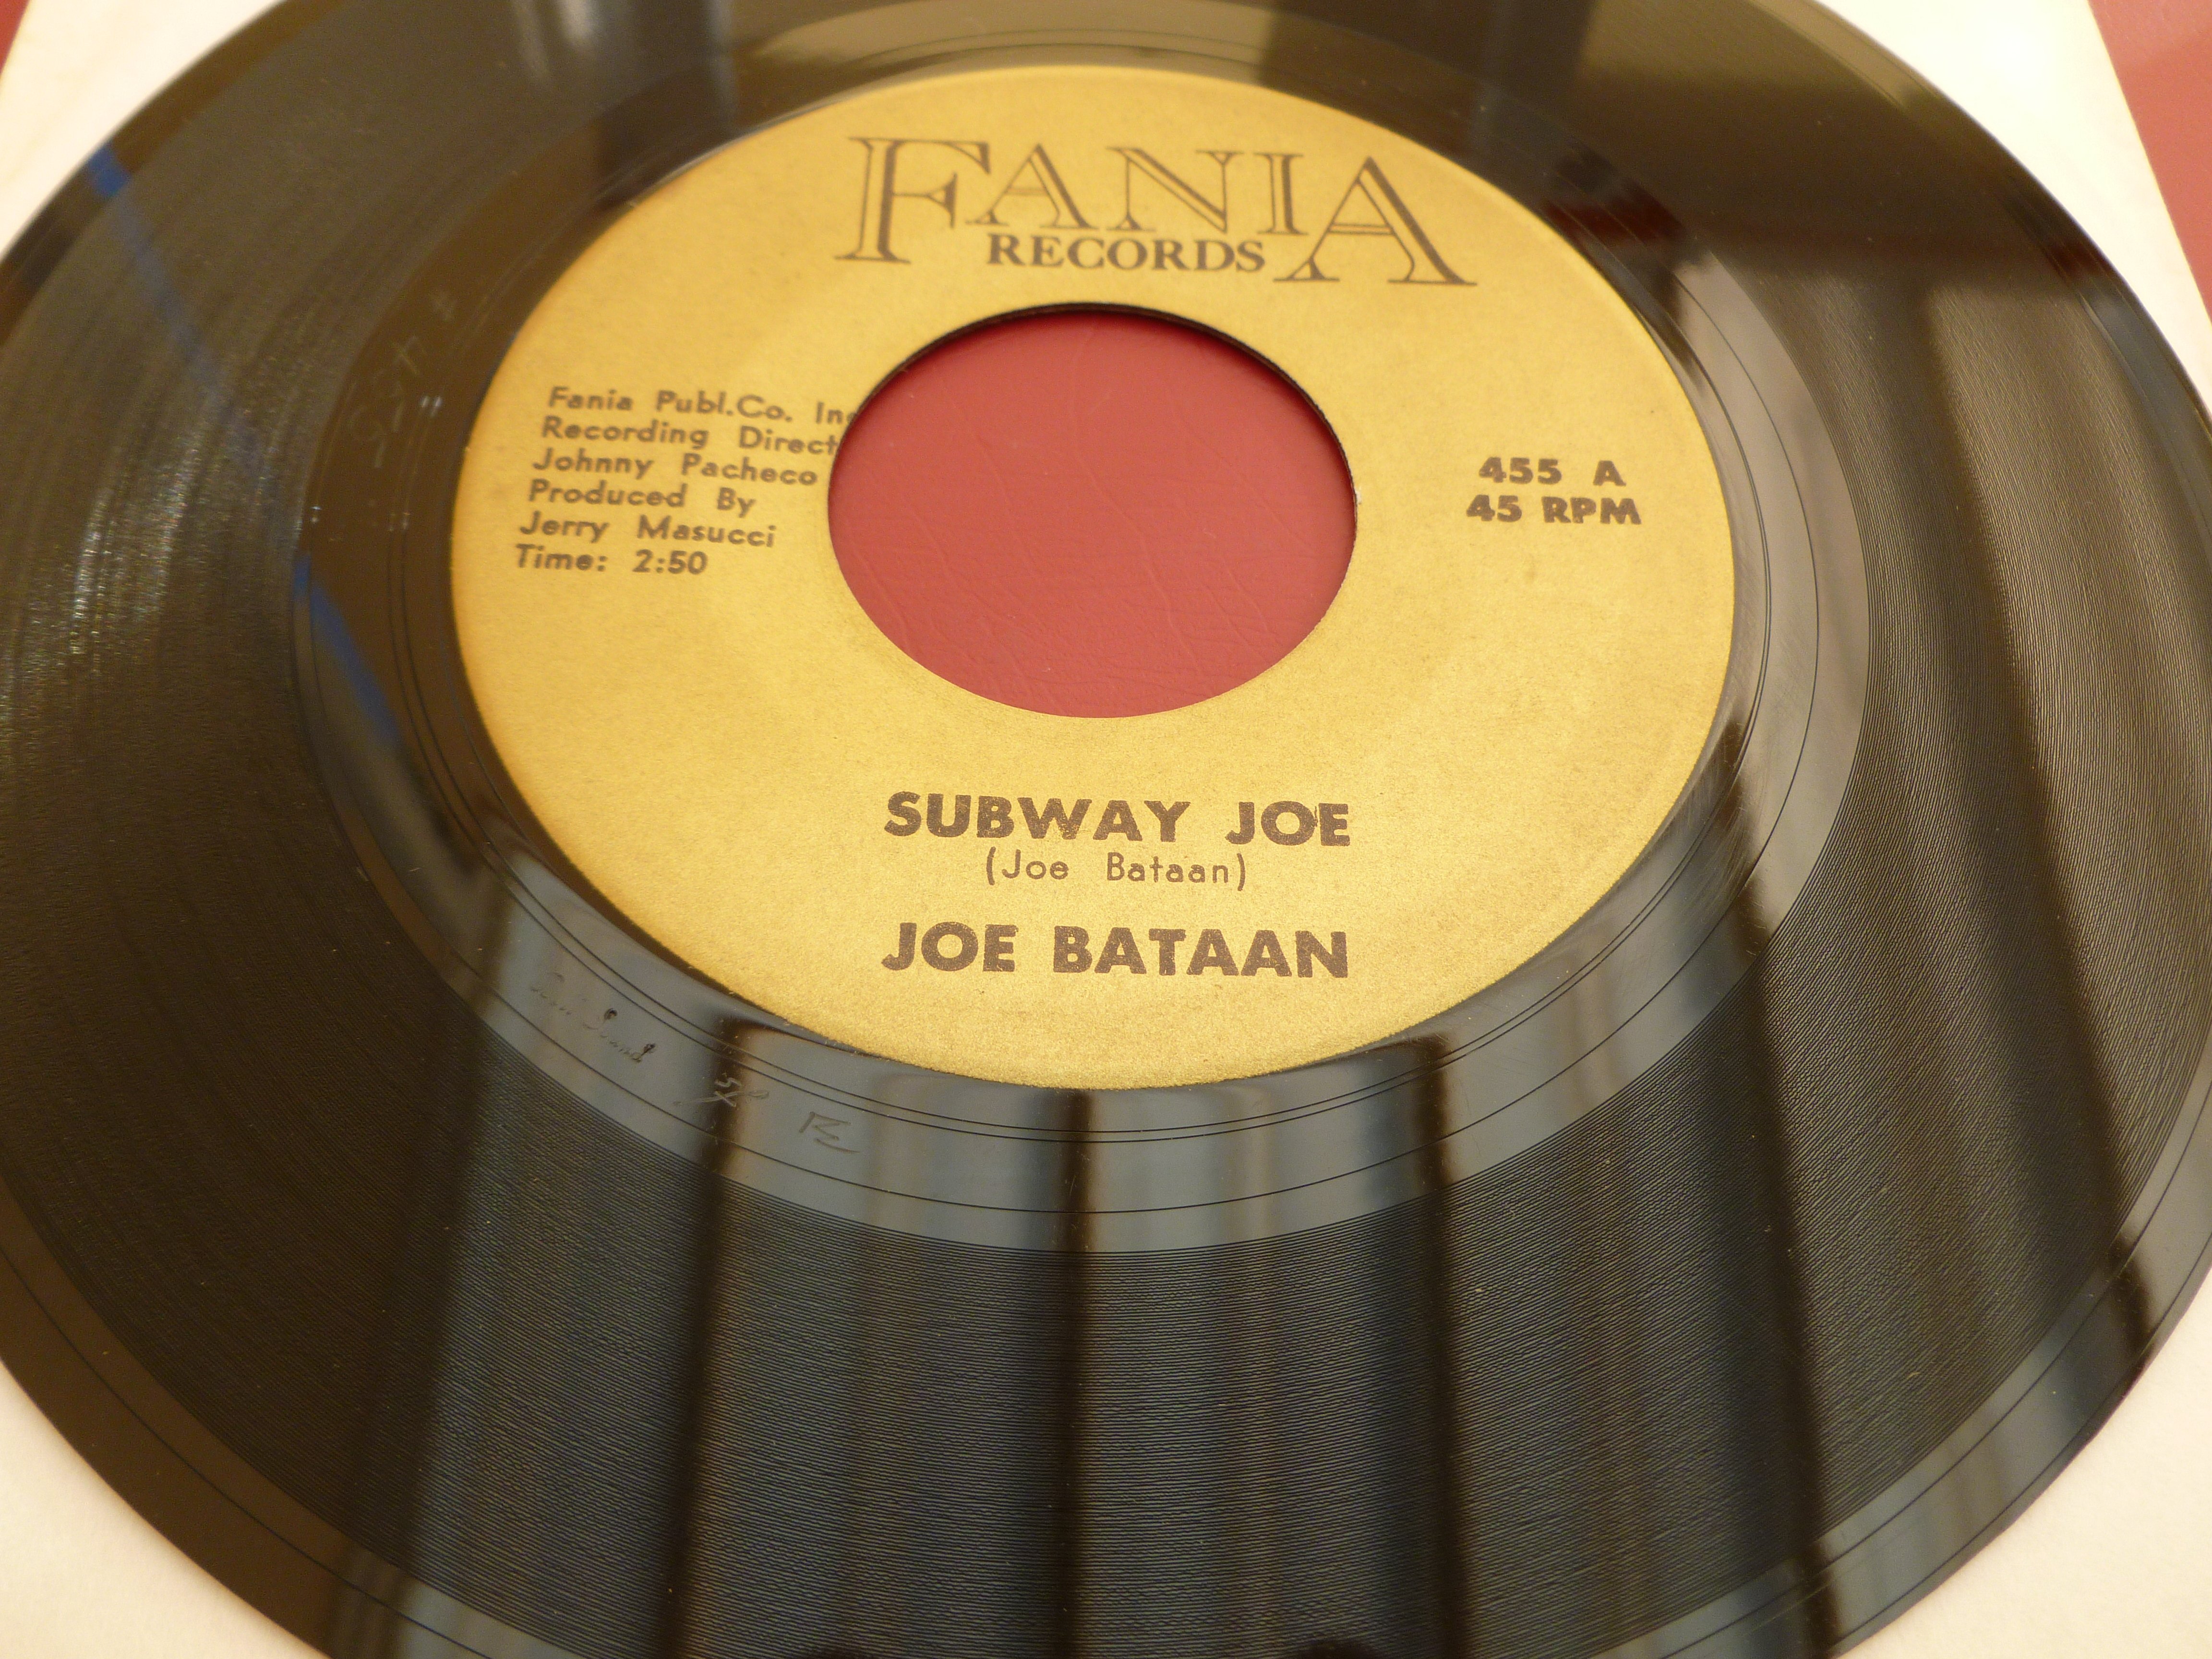 FANIA
RECORDS
Fania Publ.Co. Inc
Recording Direct
Johnny Pacheco
Produced By
Jerry Masucci
Time: 2:50
455 A
45 RPM
SUBWAY JOE
(Joe Bataan)
JOE BATAAN